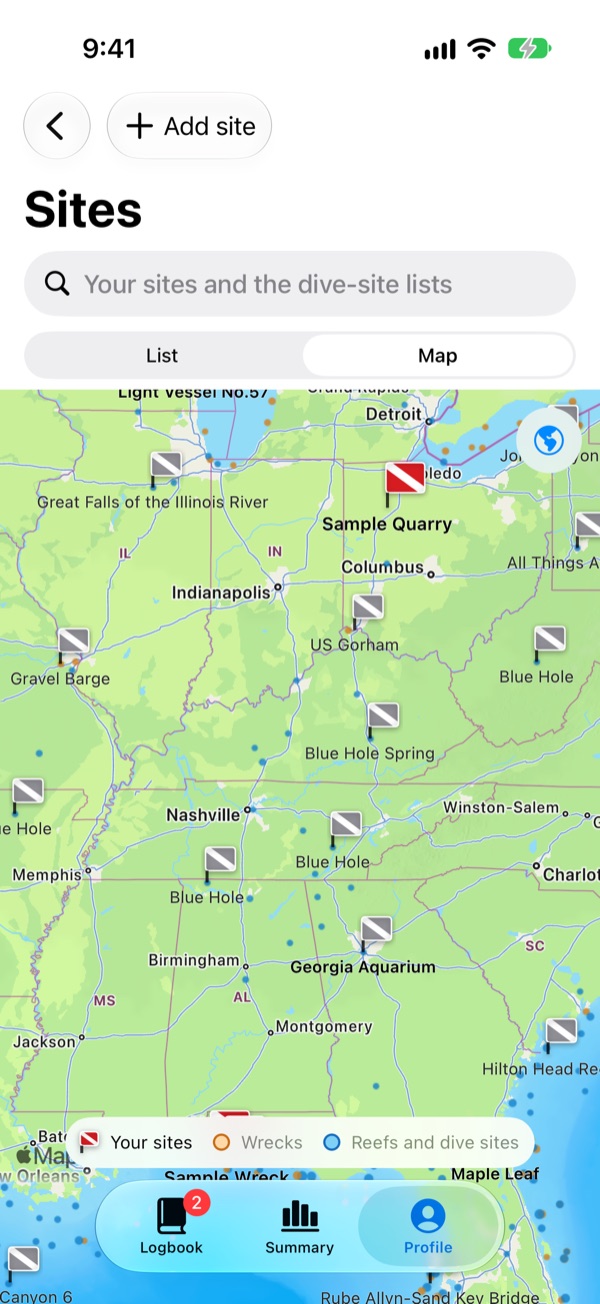 9:41
Add site
Sites
Your sites and the dive-site lists
List
Map
Light Vessel No.57
Grand Rapids
Detroit
Great Falls of the Illinois River
Sample Quarry
IL
IN
Columbus
All Things A
Indianapolis
US Gorham
Gravel Barge
Blue Hole
Blue Hole Spring
e Hole
Nashville
Winston-Salem
Blue Hole
Memphis
Charlot
Blue Hole
SC
Birmingham
Georgia Aquarium
MS
AL
Montgomery
Jackson
Hilton Head Re
Your sites
Wrecks
Reefs and dive sites
w Orleans
Sample Wreck
Maple Leaf
2
Logbook
Summary
Profile
Canyon 6
Rube Allyn-Sand Key Bridge